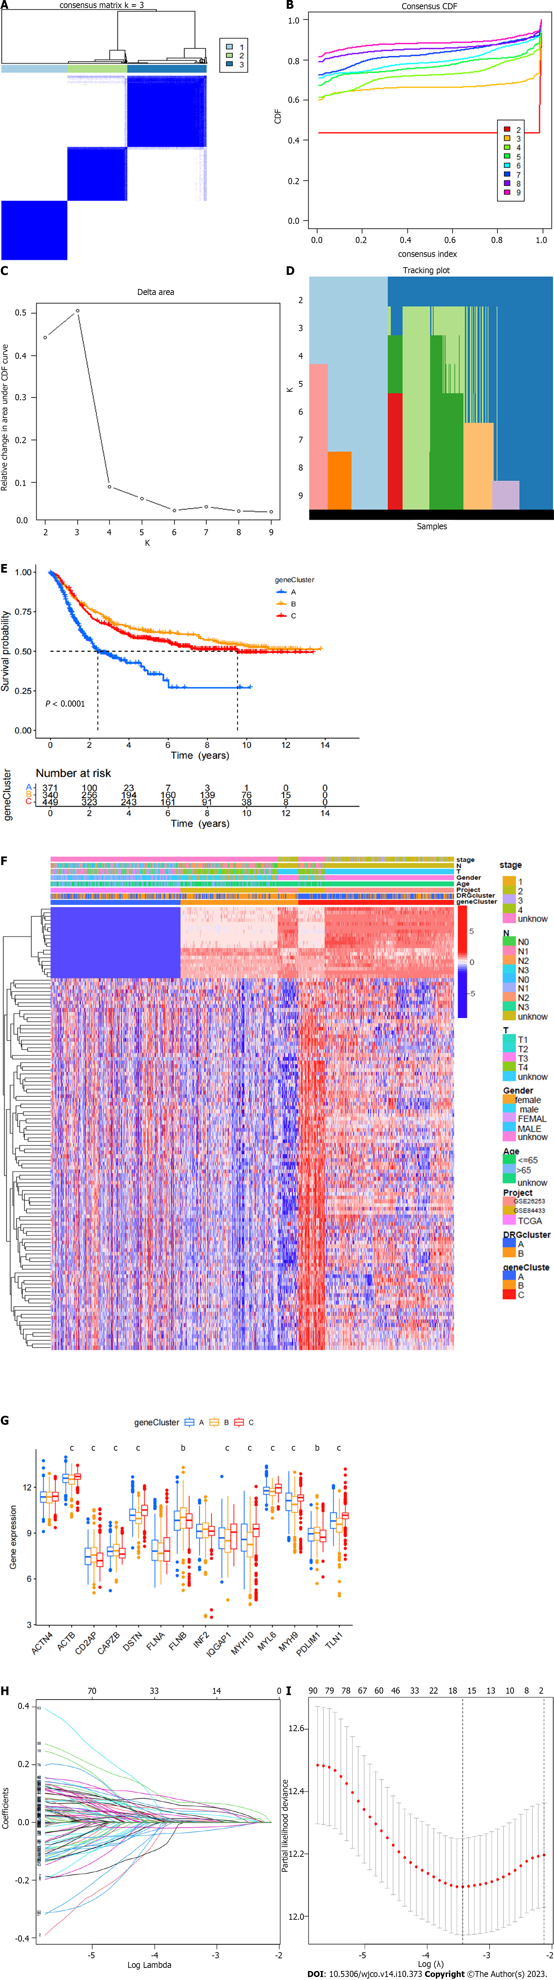 A
consensus matrix k = 3
1
2
3
B
Consensus CDF
1.0
0.8
0.6
0.4
0.2
0.0
CDF
2
3
4
5
6
7
8
9
0.0 0.2 0.4 0.6 0.8 1.0
consensus index
C
Delta area
0.5
0.4
0.3
0.2
0.1
0.0
Relative change in area under CDF curve
2 3 4 5 6 7 8 9
K
D
Tracking plot
2
3
4
5
6
7
8
9
K
Samples
E
geneCluster
A
B
C
1.00
0.75
0.50
0.25
0.00
Survival probability
P < 0.0001
0 2 4 6 8 10 12 14
Time (years)
Number at risk
geneCluster
A 371 100 23 7 3 1 0 0
B 340 256 194 160 139 76 15 0
C 449 323 243 161 91 38 8 0
0 2 4 6 8 10 12 14
Time (years)
F
stage
N
T
Gender
Age
Project
DRGcluster
geneCluster
5
0
-5
stage
1
2
3
4
unknow
N
N0
N1
N2
N3
N0
N1
N2
N3
unknow
T
T1
T2
T3
T4
unknow
Gender
female
male
FEMAL
MALE
unknow
Age
<=65
>65
unknow
Project
GSE26253
GSE84433
TCGA
DRGcluster
A
B
geneCluste
A
B
C
G
geneCluster A B C
c c c c b c c c c b c
12
9
6
3
Gene expression
ACTN4 ACTB CD2AP CAPZB DSTN FLNA FLNB INF2 IQGAP1 MYH10 MYL6 MYH9 PDLIM1 TLN1
H
70 33 14 0
0.4
0.2
0.0
-0.2
-0.4
Coefficients
-5 -4 -3 -2
Log Lambda
I
90 79 78 67 60 46 33 22 18 15 13 10 8 2
12.6
12.4
12.2
12.0
Partial likelihood deviance
-5 -4 -3 -2
Log (λ)
DOI: 10.5306/wjco.v14.i10.373 Copyright ©The Author(s) 2023.